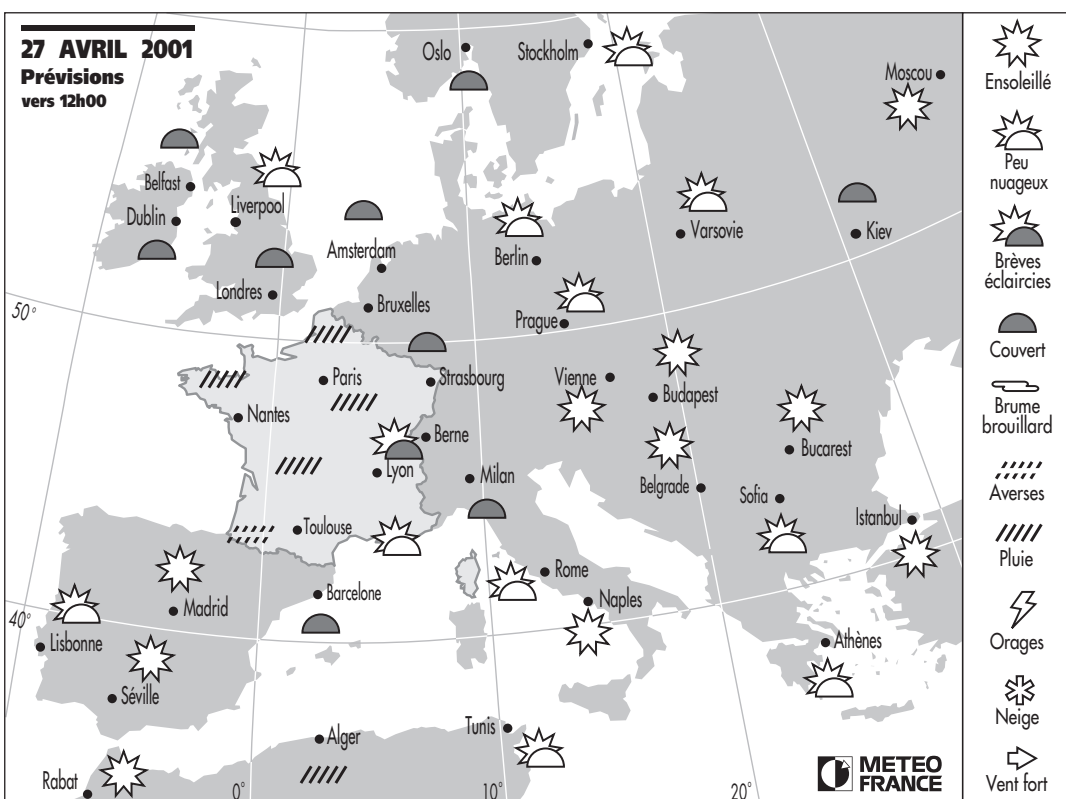 27 AVRIL 2001
Prévisions
vers 12h00
Oslo
Stockholm
Moscou
Belfast
Dublin
Liverpool
Varsovie
Kiev
Amsterdam
Berlin
Londres
Bruxelles
50°
Prague
Paris
Strasbourg
Vienne
Budapest
Nantes
Berne
Bucarest
Lyon
Milan
Belgrade
Sofia
Istanbul
Toulouse
Rome
Barcelone
Naples
Madrid
40°
Lisbonne
Athènes
Séville
Tunis
Alger
Rabat
0°
10°
20°
METEO
FRANCE
Ensoleillé
Peu
nuageux
Brèves
éclaircies
Couvert
Brume
brouillard
Averses
Pluie
Orages
Neige
Vent fort